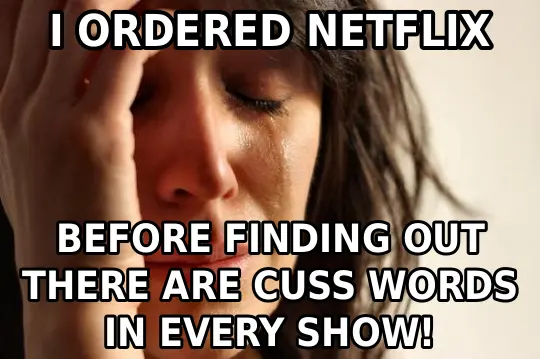 I ORDERED NETFLIX
BEFORE FINDING OUT
THERE ARE CUSS WORDS
IN EVERY SHOW!